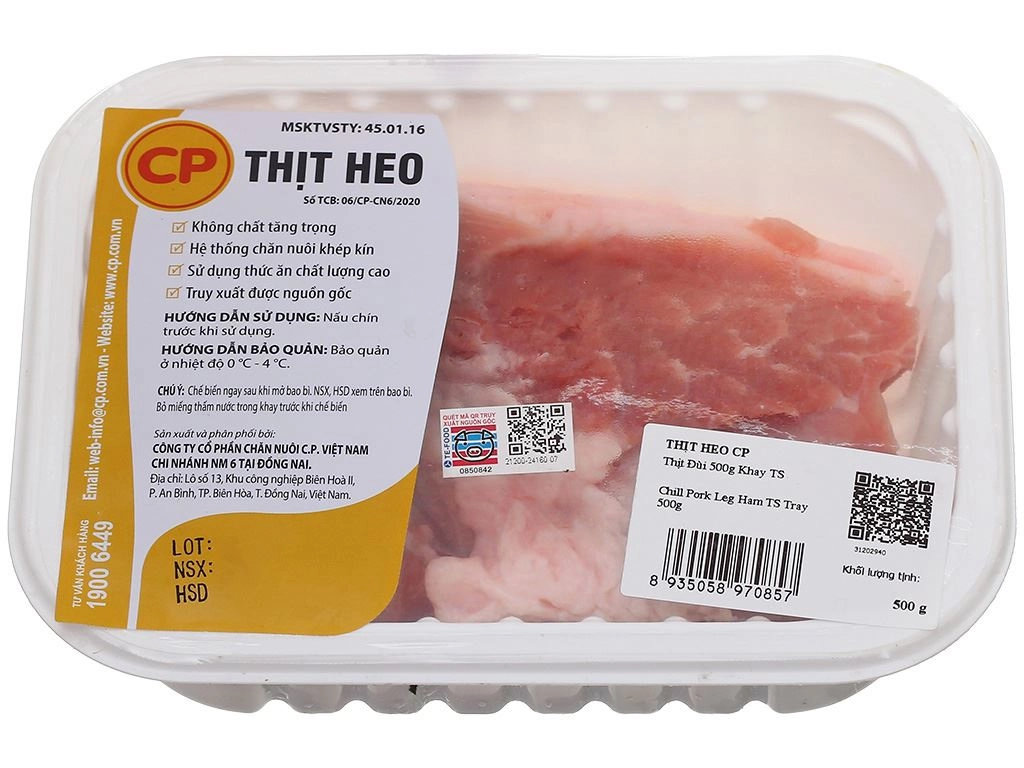 MSKTVSTY: 45.01.16
CP
THỊT HEO
Số TCB: 06/CP-CN6/2020
Không chất tăng trọng
Hệ thống chăn nuôi khép kín
Sử dụng thức ăn chất lượng cao
Truy xuất được nguồn gốc
HƯỚNG DẪN SỬ DỤNG: Nấu chín
trước khi sử dụng.
HƯỚNG DẪN BẢO QUẢN: Bảo quản
ở nhiệt độ 0 °C - 4 °C.
CHÚ Ý: Chế biến ngay sau khi mở bao bì. NSX, HSD xem trên bao bì.
Bỏ miếng thấm nước trong khay trước khi chế biến
Sản xuất và phân phối bởi:
CÔNG TY CỔ PHẦN CHĂN NUÔI C.P. VIỆT NAM
CHI NHÁNH NM 6 TẠI ĐỒNG NAI.
Địa chỉ: Lô số 13, Khu công nghiệp Biên Hoà II,
P. An Bình, TP. Biên Hòa, T. Đồng Nai, Việt Nam.
LOT:
NSX:
HSD
TƯ VẤN KHÁCH HÀNG
1900 6449
Email: web-info@cp.com.vn - Website: www.cp.com.vn
QUÉT MÃ QR TRUY
XUẤT NGUỒN GỐC
TE-FOOD
0850842
21200-24160 07
THỊT HEO CP
Thịt Đùi 500g Khay TS
Chill Pork Leg Ham TS Tray
500g
8 935058 970857
31202940
Khối lượng tịnh:
500 g